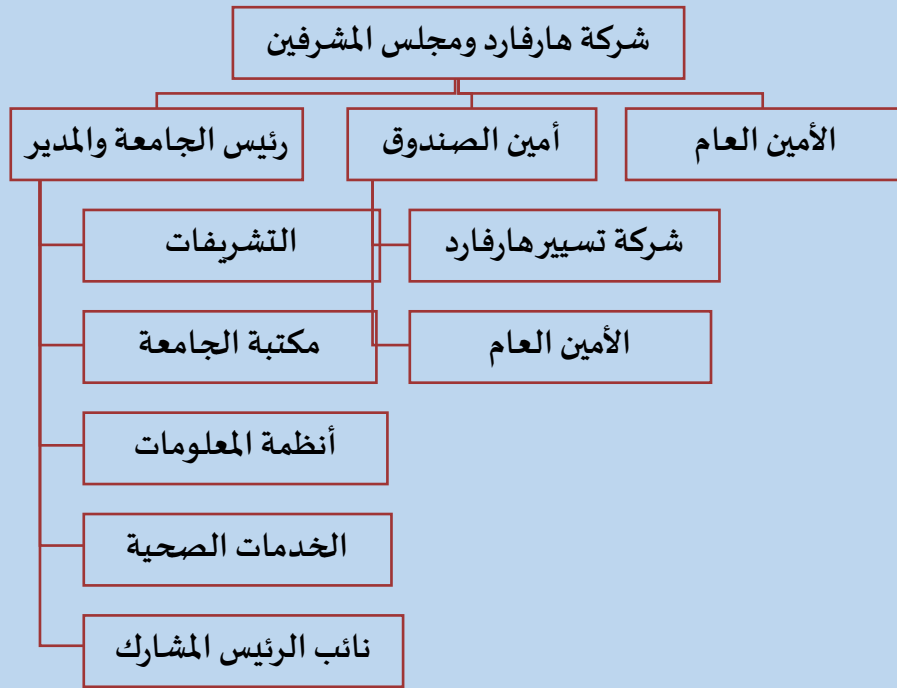 شركة هارفارد ومجلس المشرفين
الأمين العام
أمين الصندوق
رئيس الجامعة والمدير
شركة تسيير هارفارد
التشريفات
الأمين العام
مكتبة الجامعة
أنظمة المعلومات
الخدمات الصحية
نائب الرئيس المشارك